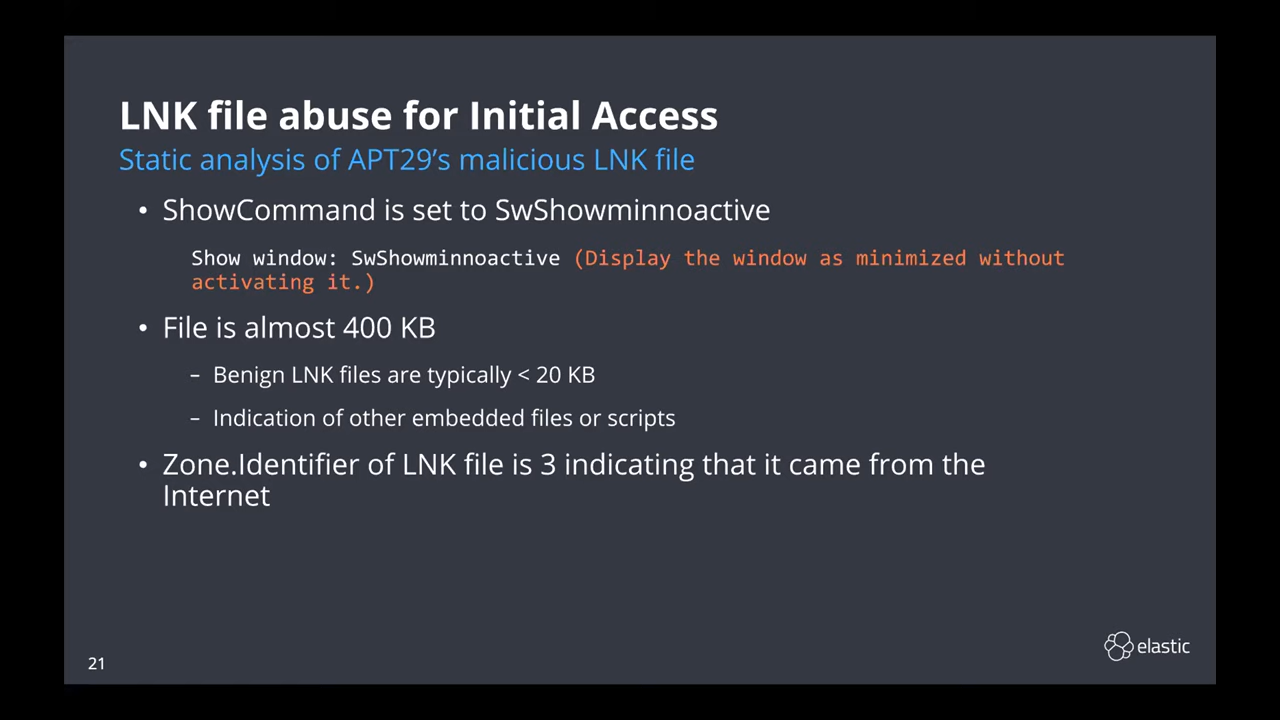 LNK file abuse for Initial Access
Static analysis of APT29’s malicious LNK file
• ShowCommand is set to SwShowminnoactive
Show window: SwShowminnoactive (Display the window as minimized without
activating it.)
• File is almost 400 KB
– Benign LNK files are typically < 20 KB
– Indication of other embedded files or scripts
• Zone.Identifier of LNK file is 3 indicating that it came from the
Internet
21
elastic